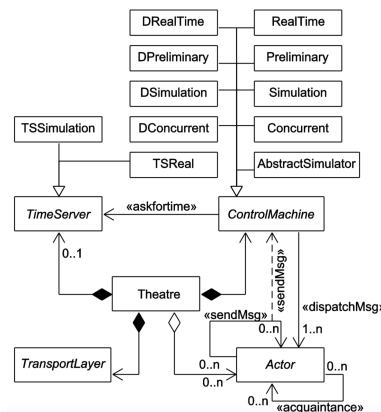 DRealTime RealTime
DPreliminary Preliminary
DSimulation Simulation
TSSimulation DConcurrent Concurrent
TSReal AbstractSimulator
«askfortime»
TimeServer ControlMachine
0..1
Theatre
«sendMsg»
«sendMsg» «dispatchMsg»
0..n 1..n
TransportLayer 0..n Actor 0..n
0..n
0..n
«acquaintance»